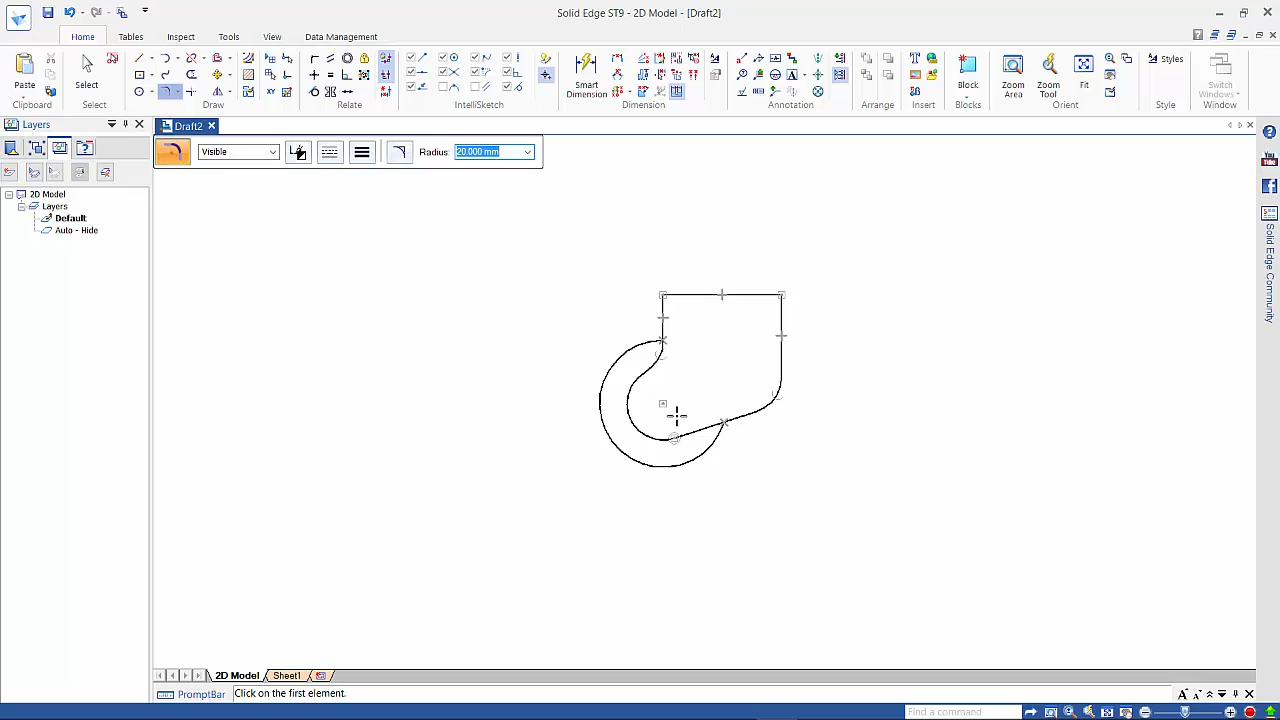 Solid Edge ST9 - 2D Model - [Draft2]
Home Tables Inspect Sketch Tools View Data Management
Paste
Select
Smart
Dimension
A
Zoom
Area
Zoom
Tool
Fit
Block
Styles
Switch
Windows
Clipboard Select Draw Relate IntelliSketch Dimension Annotation Arrange Insert Blocks Orient Style Window
Layers
Draft2
Visible
Radius: 20.000 mm
2D Model
Layers
Default
Auto - Hide
You
Tube
Solid Edge Community
2D Model Sheet1
PromptBar Click on the first element.
Find a command